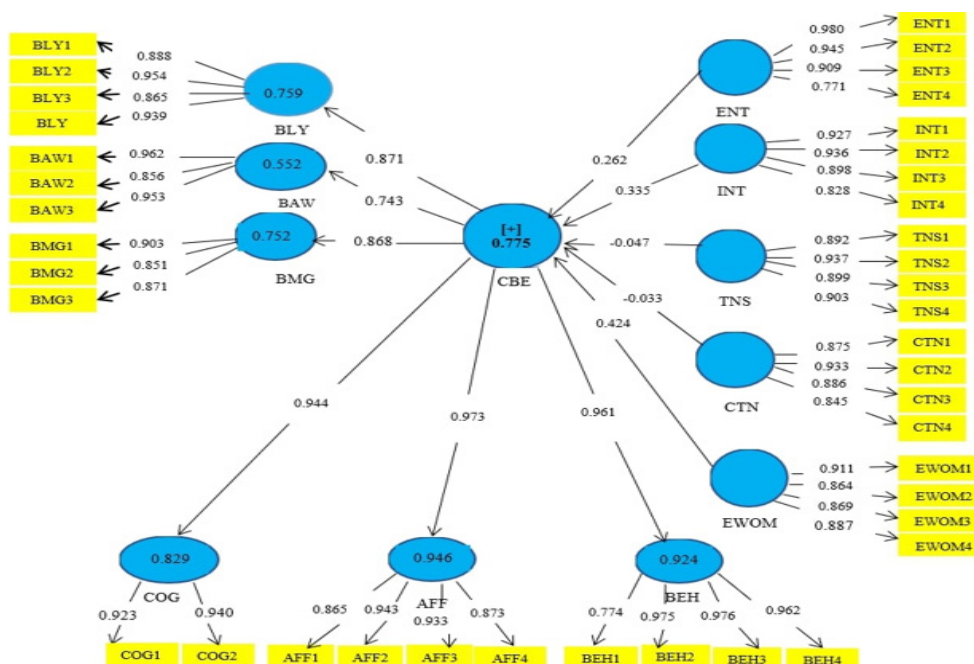 BLY1
BLY2
BLY3
BLY
0.888
0.954
0.865
0.939
0.759
BLY
BAW1
BAW2
BAW3
0.962
0.856
0.953
0.552
BAW
BMG1
BMG2
BMG3
0.903
0.851
0.871
0.752
BMG
0.871
0.743
0.868
[+]
0.775
CBE
0.980
0.945
0.909
0.771
ENT
ENT1
ENT2
ENT3
ENT4
0.262
0.927
0.936
0.898
0.828
INT
INT1
INT2
INT3
INT4
0.335
0.892
0.937
0.899
0.903
TNS
TNS1
TNS2
TNS3
TNS4
-0.047
0.875
0.933
0.886
0.845
CTN
CTN1
CTN2
CTN3
CTN4
-0.033
0.911
0.864
0.869
0.887
EWOM
EWOM1
EWOM2
EWOM3
EWOM4
0.424
0.944
0.973
0.961
0.829
COG
0.923
0.940
COG1
COG2
0.946
AFF
0.865
0.943
0.933
0.873
AFF1
AFF2
AFF3
AFF4
0.924
BEH
0.774
0.975
0.976
0.962
BEH1
BEH2
BEH3
BEH4